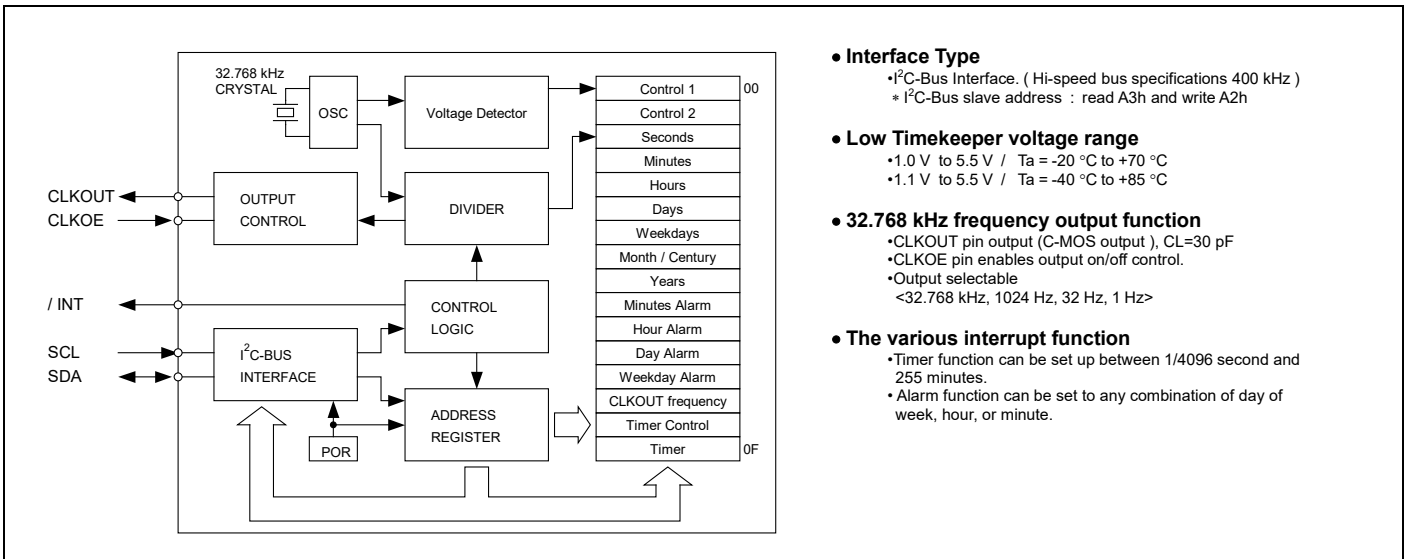 32.768 kHz
CRYSTAL
OSC
Voltage Detector
CLKOUT
CLKOE
OUTPUT
CONTROL
DIVIDER
/ INT
CONTROL
LOGIC
SCL
SDA
I²C-BUS
INTERFACE
ADDRESS
REGISTER
POR
Control 1
00
Control 2
Seconds
Minutes
Hours
Days
Weekdays
Month / Century
Years
Minutes Alarm
Hour Alarm
Day Alarm
Weekday Alarm
CLKOUT frequency
Timer Control
Timer
0F
● Interface Type
•I²C-Bus Interface. ( Hi-speed bus specifications 400 kHz )
∗ I²C-Bus slave address : read A3h and write A2h
● Low Timekeeper voltage range
•1.0 V to 5.5 V / Ta = -20 °C to +70 °C
•1.1 V to 5.5 V / Ta = -40 °C to +85 °C
● 32.768 kHz frequency output function
•CLKOUT pin output (C-MOS output ), CL=30 pF
•CLKOE pin enables output on/off control.
•Output selectable
<32.768 kHz, 1024 Hz, 32 Hz, 1 Hz>
● The various interrupt function
•Timer function can be set up between 1/4096 second and
255 minutes.
• Alarm function can be set to any combination of day of
week, hour, or minute.